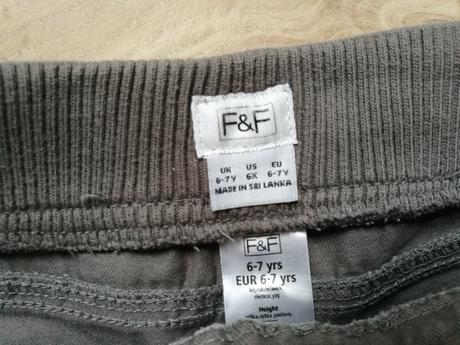 F&F
UK US EU
6-7Y 6X 6-7Y
MADE IN SRI LANKA
F&F
6-7 yrs
EUR 6-7 yrs
Height